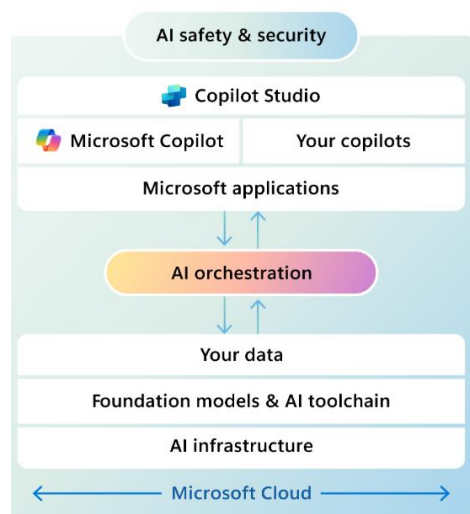 AI safety & security
Copilot Studio
Microsoft Copilot
Your copilots
Microsoft applications
AI orchestration
Your data
Foundation models & AI toolchain
AI infrastructure
Microsoft Cloud